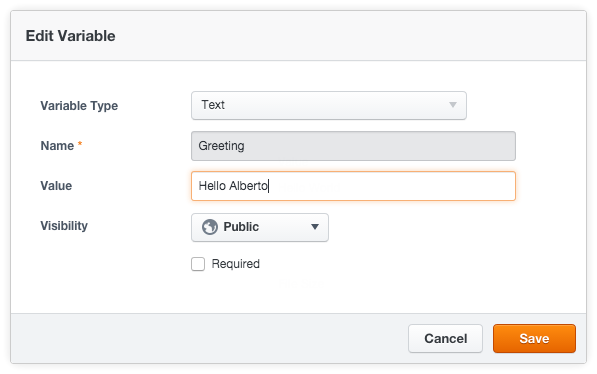 Edit Variable
Variable Type Text
Name * Greeting
Value Hello Alberto
Visibility Public
Required
Cancel Save